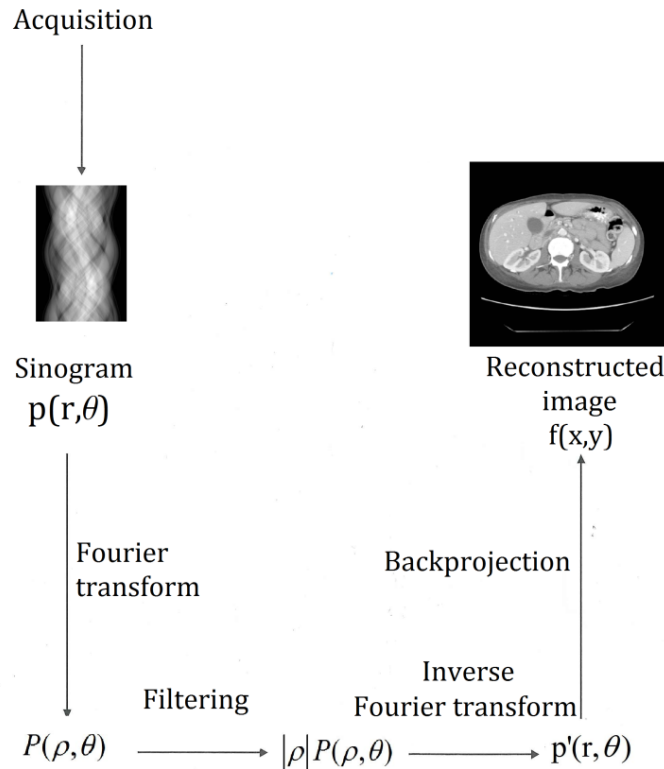 Acquisition
Sinogram
p(r,θ)
Fourier
transform
P(ρ,θ)
Filtering
|ρ|P(ρ,θ)
Inverse
Fourier transform
p'(r,θ)
Backprojection
Reconstructed
image
f(x,y)